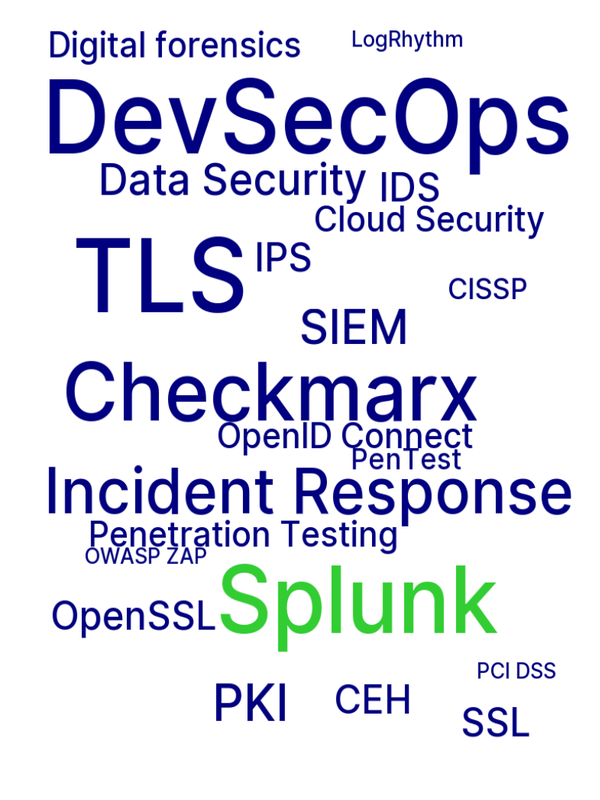 Digital forensics
LogRhythm
DevSecOps
Data Security
IDS
Cloud Security
TLS
IPS
CISSP
SIEM
Checkmarx
OpenID Connect
PenTest
Incident Response
Penetration Testing
OWASP ZAP
Splunk
OpenSSL
PCI DSS
PKI
CEH
SSL